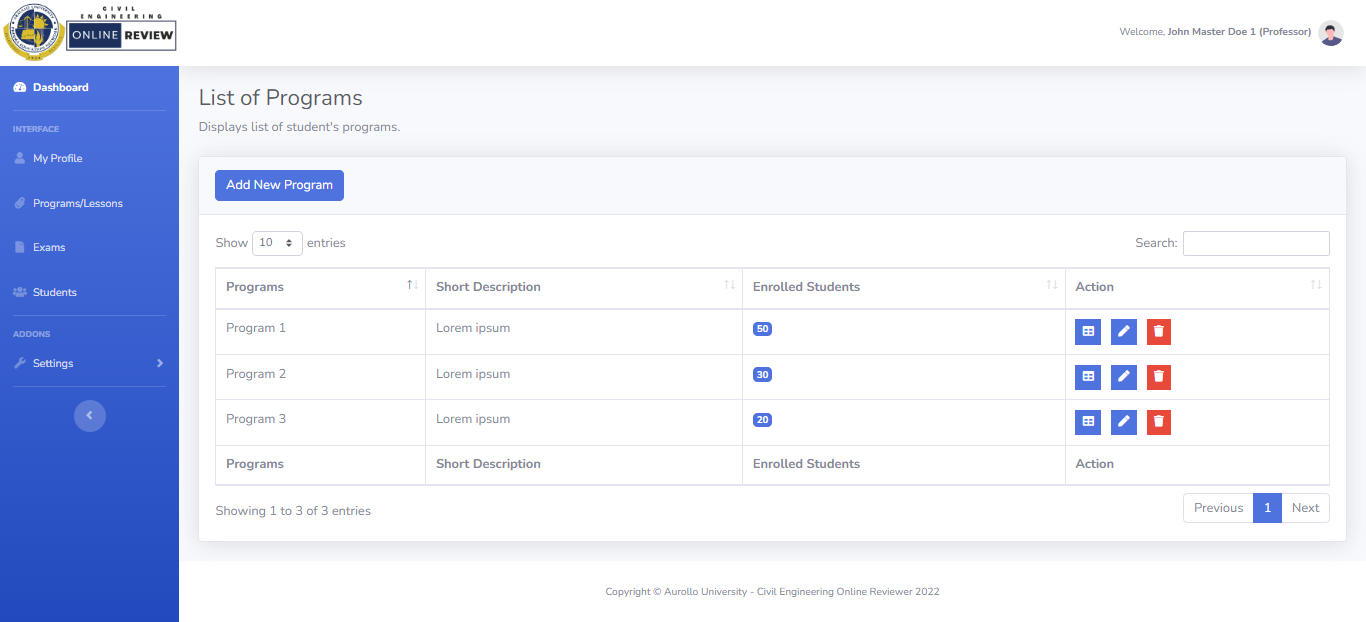 CIVIL
ENGINEERING
ONLINE REVIEW
Welcome, John Master Doe 1 (Professor)
Dashboard
INTERFACE
My Profile
Programs/Lessons
Exams
Students
ADDONS
Settings
List of Programs
Displays list of student's programs.
Add New Program
Show 10 entries
Search:
Programs Short Description Enrolled Students Action
Program 1 Lorem ipsum 50
Program 2 Lorem ipsum 30
Program 3 Lorem ipsum 20
Programs Short Description Enrolled Students Action
Showing 1 to 3 of 3 entries
Previous 1 Next
Copyright © Aurollo University - Civil Engineering Online Reviewer 2022